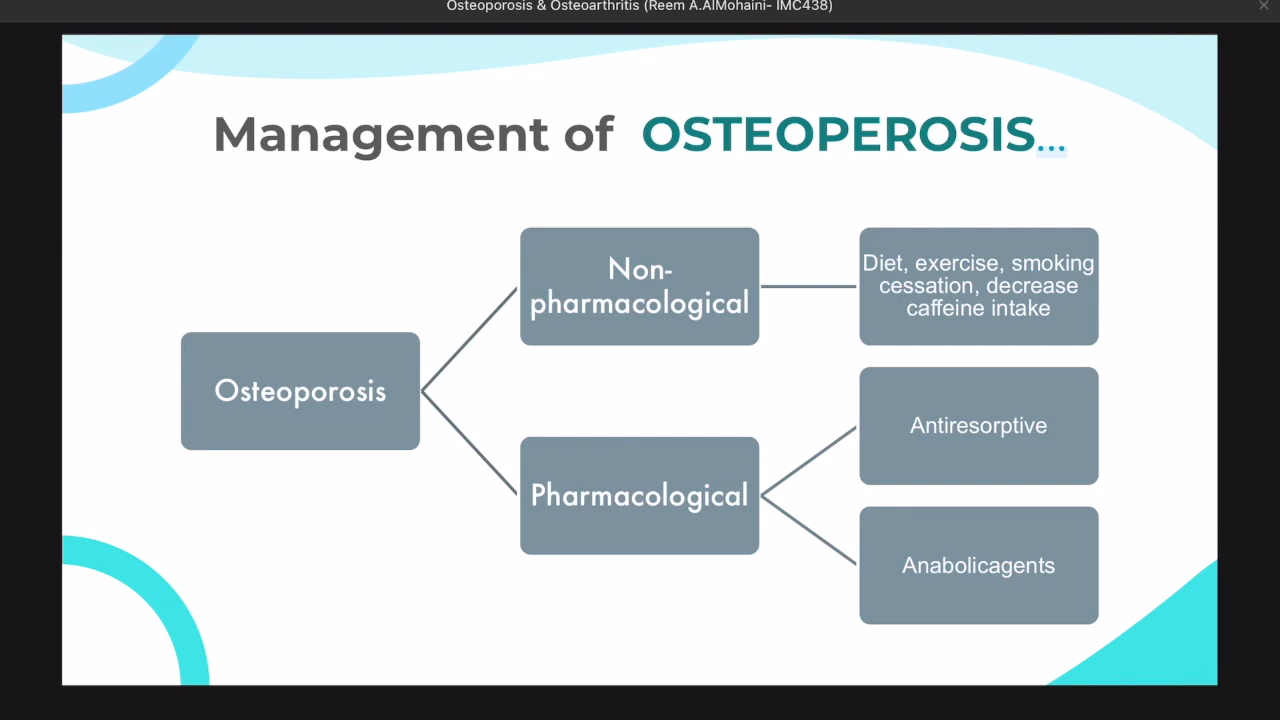 Osteoporosis & Osteoarthritis (Reem A.AlMohaini- IMC438)
Management of OSTEOPEROSIS...
Osteoporosis
Non-
pharmacological
Diet, exercise, smoking
cessation, decrease
caffeine intake
Pharmacological
Antiresorptive
Anabolicagents